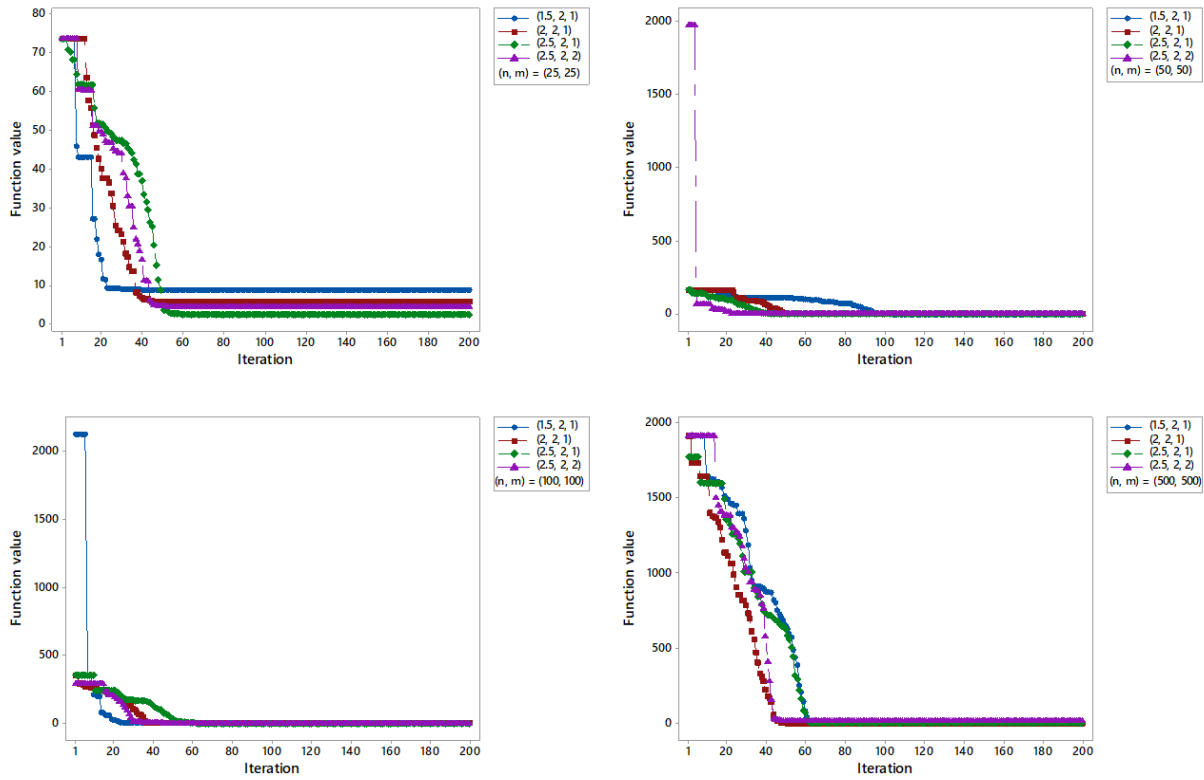 80
70
60
50
40
30
20
10
0
Function value
1 20 40 60 80 100 120 140 160 180 200
Iteration
(1.5, 2, 1)
(2, 2, 1)
(2.5, 2, 1)
(2.5, 2, 2)
(n, m) = (25, 25)
2000
1500
1000
500
0
Function value
1 20 40 60 80 100 120 140 160 180 200
Iteration
(1.5, 2, 1)
(2, 2, 1)
(2.5, 2, 1)
(2.5, 2, 2)
(n, m) = (50, 50)
2000
1500
1000
500
0
Function value
1 20 40 60 80 100 120 140 160 180 200
Iteration
(1.5, 2, 1)
(2, 2, 1)
(2.5, 2, 1)
(2.5, 2, 2)
(n, m) = (100, 100)
2000
1500
1000
500
0
Function value
1 20 40 60 80 100 120 140 160 180 200
Iteration
(1.5, 2, 1)
(2, 2, 1)
(2.5, 2, 1)
(2.5, 2, 2)
(n, m) = (500, 500)